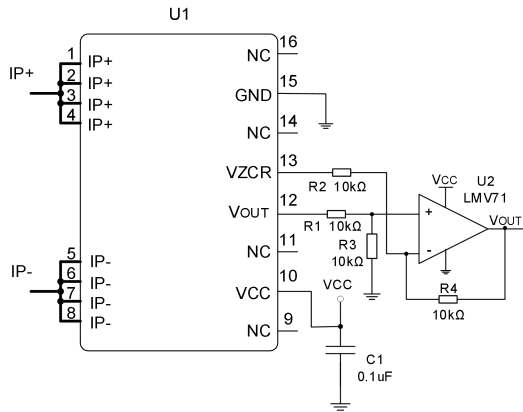 U1
IP+
1 IP+
2 IP+
3 IP+
4 IP+
IP-
5 IP-
6 IP-
7 IP-
8 IP-
NC 16
GND 15
NC 14
VZCR 13
VOUT 12
NC 11
VCC 10
NC 9
R2 10kΩ
R1 10kΩ
R3
10kΩ
VCC
U2
LMV71
+
-
VOUT
R4
10kΩ
VCC
C1
0.1uF